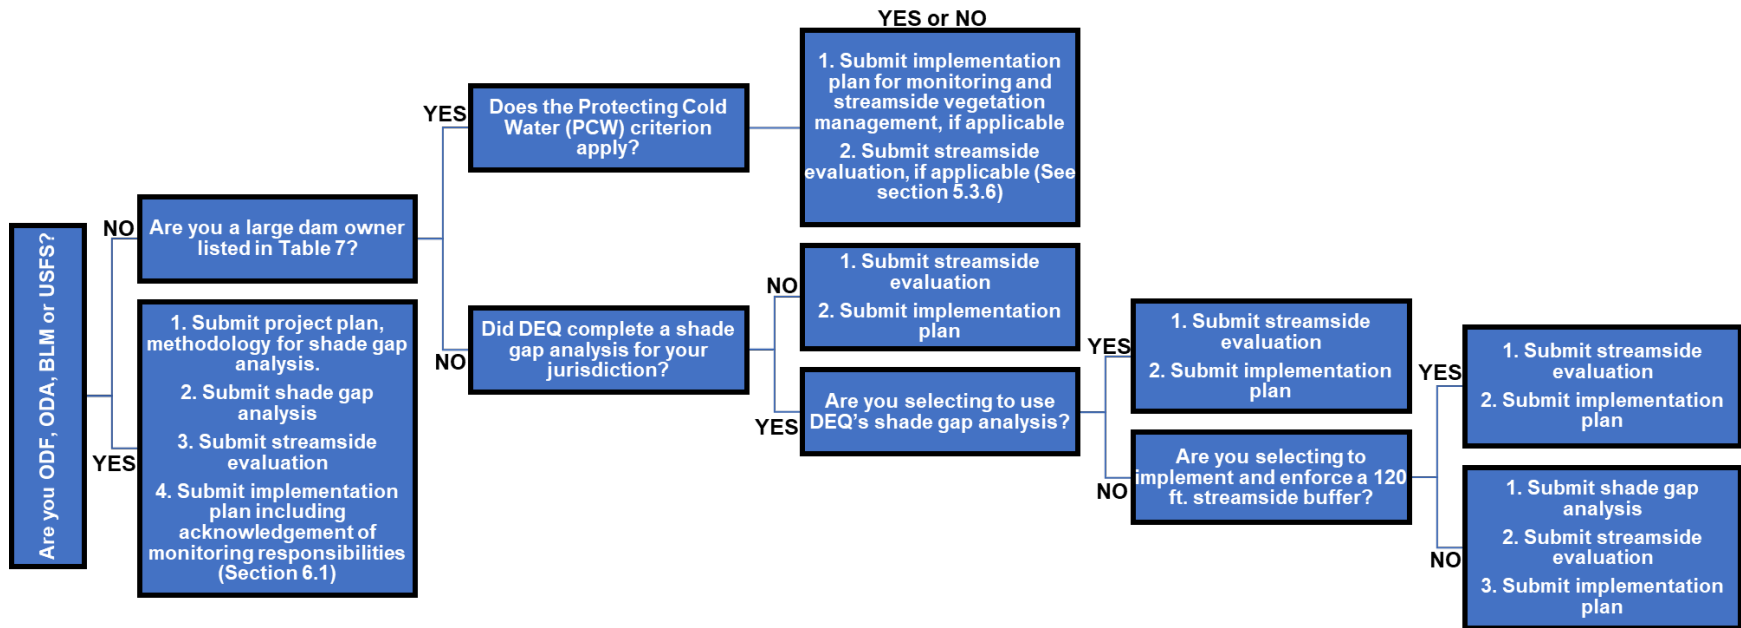 Are you ODF, ODA, BLM or USFS?
NO
Are you a large dam owner
listed in Table 7?
YES
1. Submit project plan,
methodology for shade gap
analysis.
2. Submit shade gap
analysis
3. Submit streamside
evaluation
4. Submit implementation
plan including
acknowledgement of
monitoring responsibilities
(Section 6.1)
YES
Does the Protecting Cold
Water (PCW) criterion
apply?
YES or NO
1. Submit implementation
plan for monitoring and
streamside vegetation
management, if applicable
2. Submit streamside
evaluation, if applicable (See
section 5.3.6)
NO
Did DEQ complete a shade
gap analysis for your
jurisdiction?
NO
1. Submit streamside
evaluation
2. Submit implementation
plan
YES
Are you selecting to use
DEQ’s shade gap analysis?
YES
1. Submit streamside
evaluation
2. Submit implementation
plan
NO
Are you selecting to
implement and enforce a 120
ft. streamside buffer?
YES
1. Submit streamside
evaluation
2. Submit implementation
plan
NO
1. Submit shade gap
analysis
2. Submit streamside
evaluation
3. Submit implementation
plan